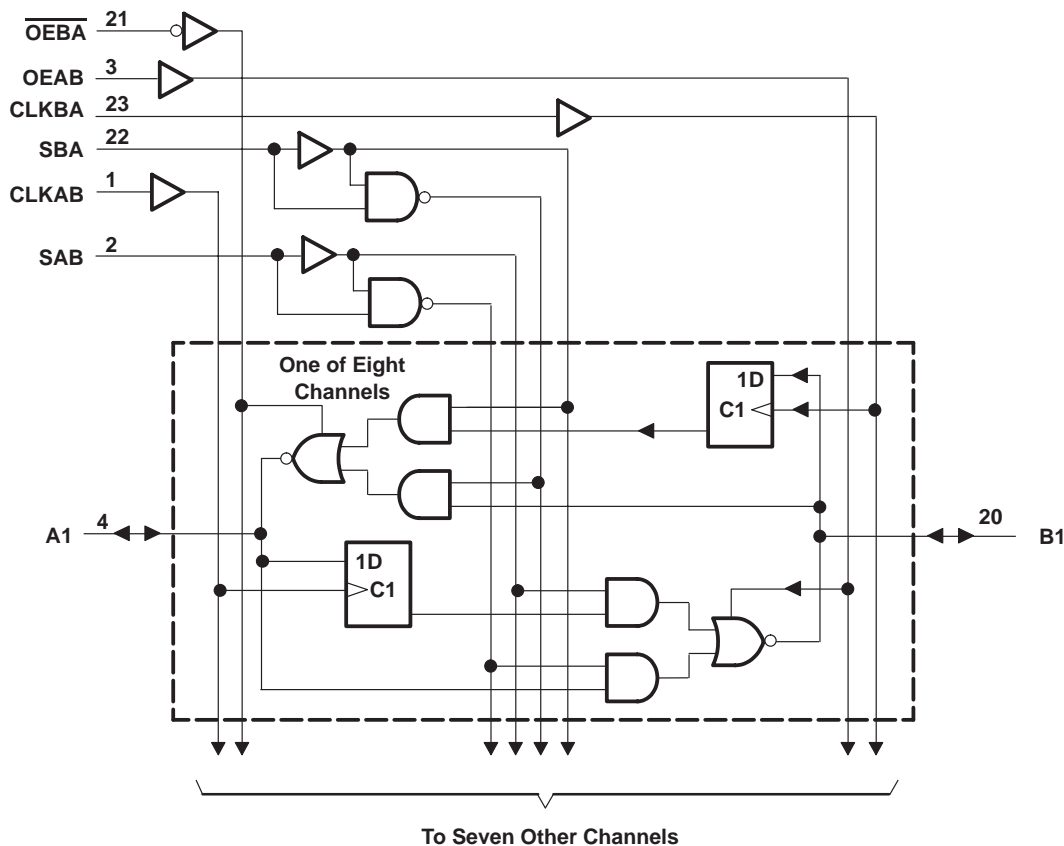 OEBA 21
OEAB 3
CLKBA 23
SBA 22
CLKAB 1
SAB 2
One of Eight
Channels
1D
C1
A1 4
20 B1
1D
C1
To Seven Other Channels